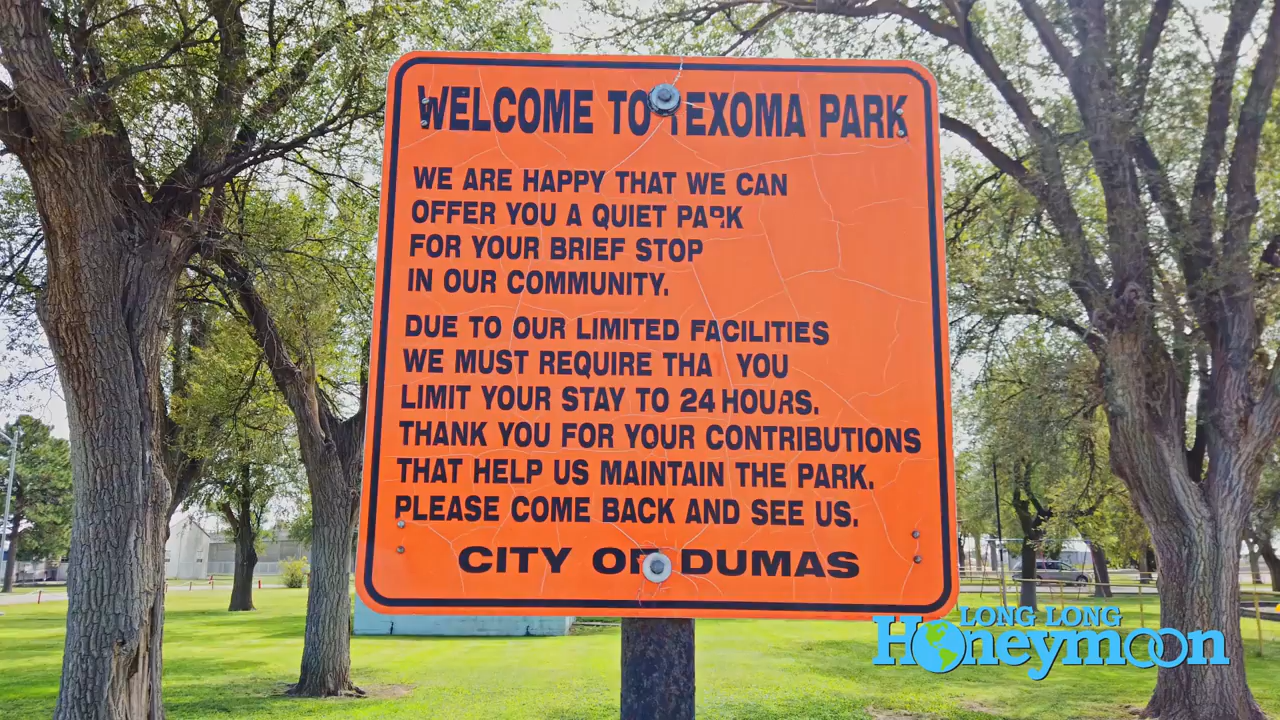 WELCOME TO TEXOMA PARK
WE ARE HAPPY THAT WE CAN
OFFER YOU A QUIET PARK
FOR YOUR BRIEF STOP
IN OUR COMMUNITY.
DUE TO OUR LIMITED FACILITIES
WE MUST REQUIRE THA YOU
LIMIT YOUR STAY TO 24 HOURS.
THANK YOU FOR YOUR CONTRIBUTIONS
THAT HELP US MAINTAIN THE PARK.
PLEASE COME BACK AND SEE US.
CITY OF DUMAS
LONG LONG
Honeymoon